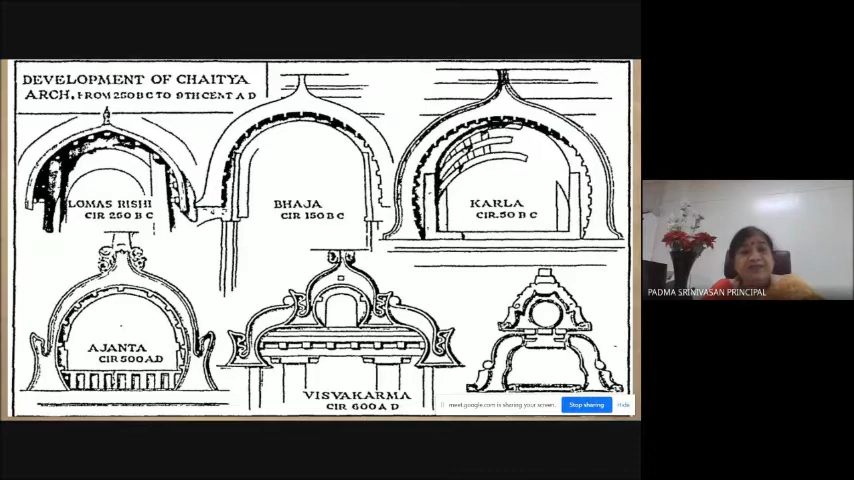 DEVELOPMENT OF CHAITYA
ARCH, FROM 250 B C TO 9TH CENT A D
LOMAS RISHI
CIR 250 B C
BHAJA
CIR 150 B C
KARLA
CIR. 50 B C
AJANTA
CIR 500 A.D
VISVAKARMA
CIR 600 A D
meet.google.com is sharing your screen.
Stop sharing
Hide
PADMA SRINIVASAN PRINCIPAL